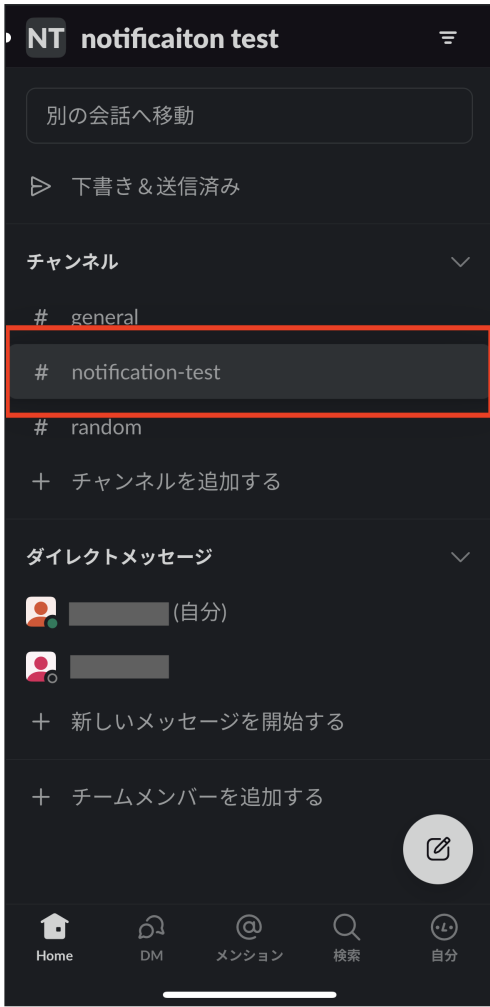 NT notificaiton test
別の会話へ移動
下書き＆送信済み
チャンネル
# general
# notification-test
# random
+ チャンネルを追加する
ダイレクトメッセージ
(自分)
+ 新しいメッセージを開始する
+ チームメンバーを追加する
Home DM メンション 検索 自分